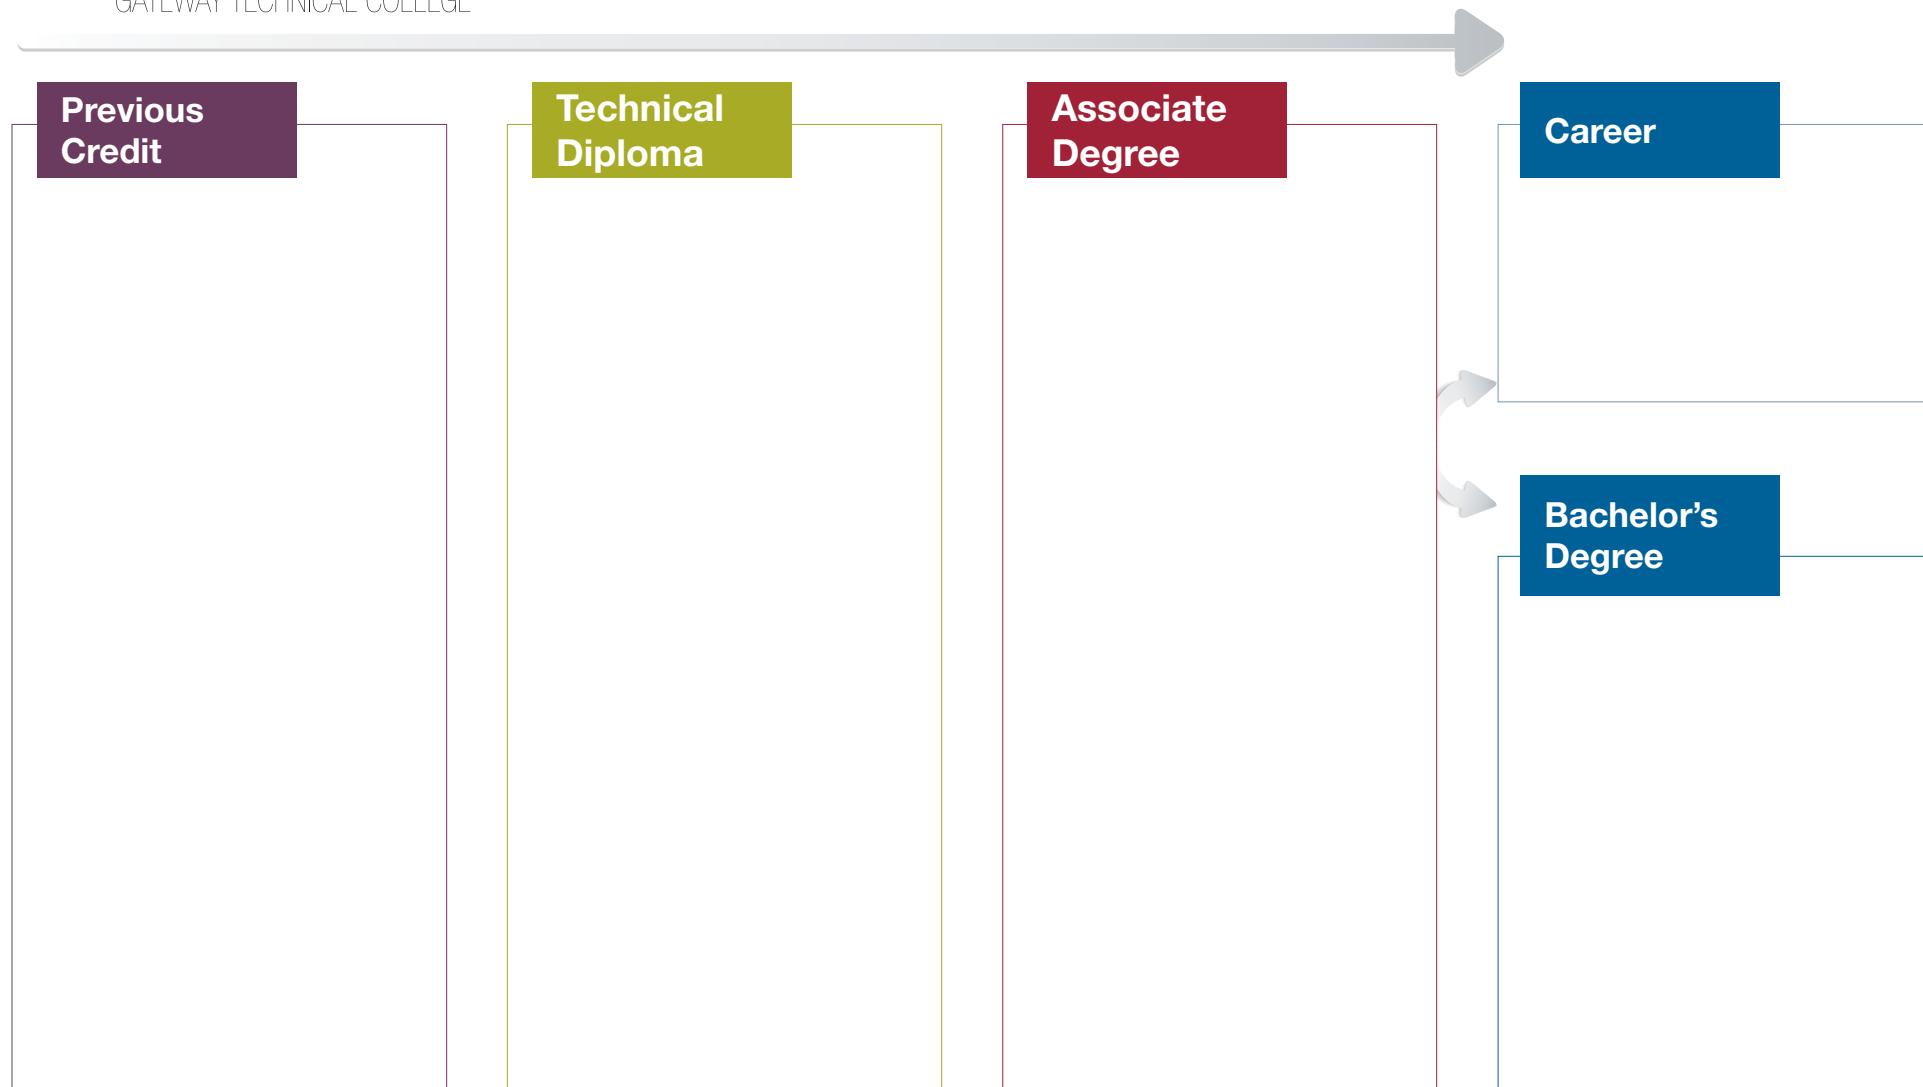 GATEWAY TECHNICAL COLLEGE
Previous
Credit
Technical
Diploma
Associate
Degree
Career
Bachelor’s
Degree